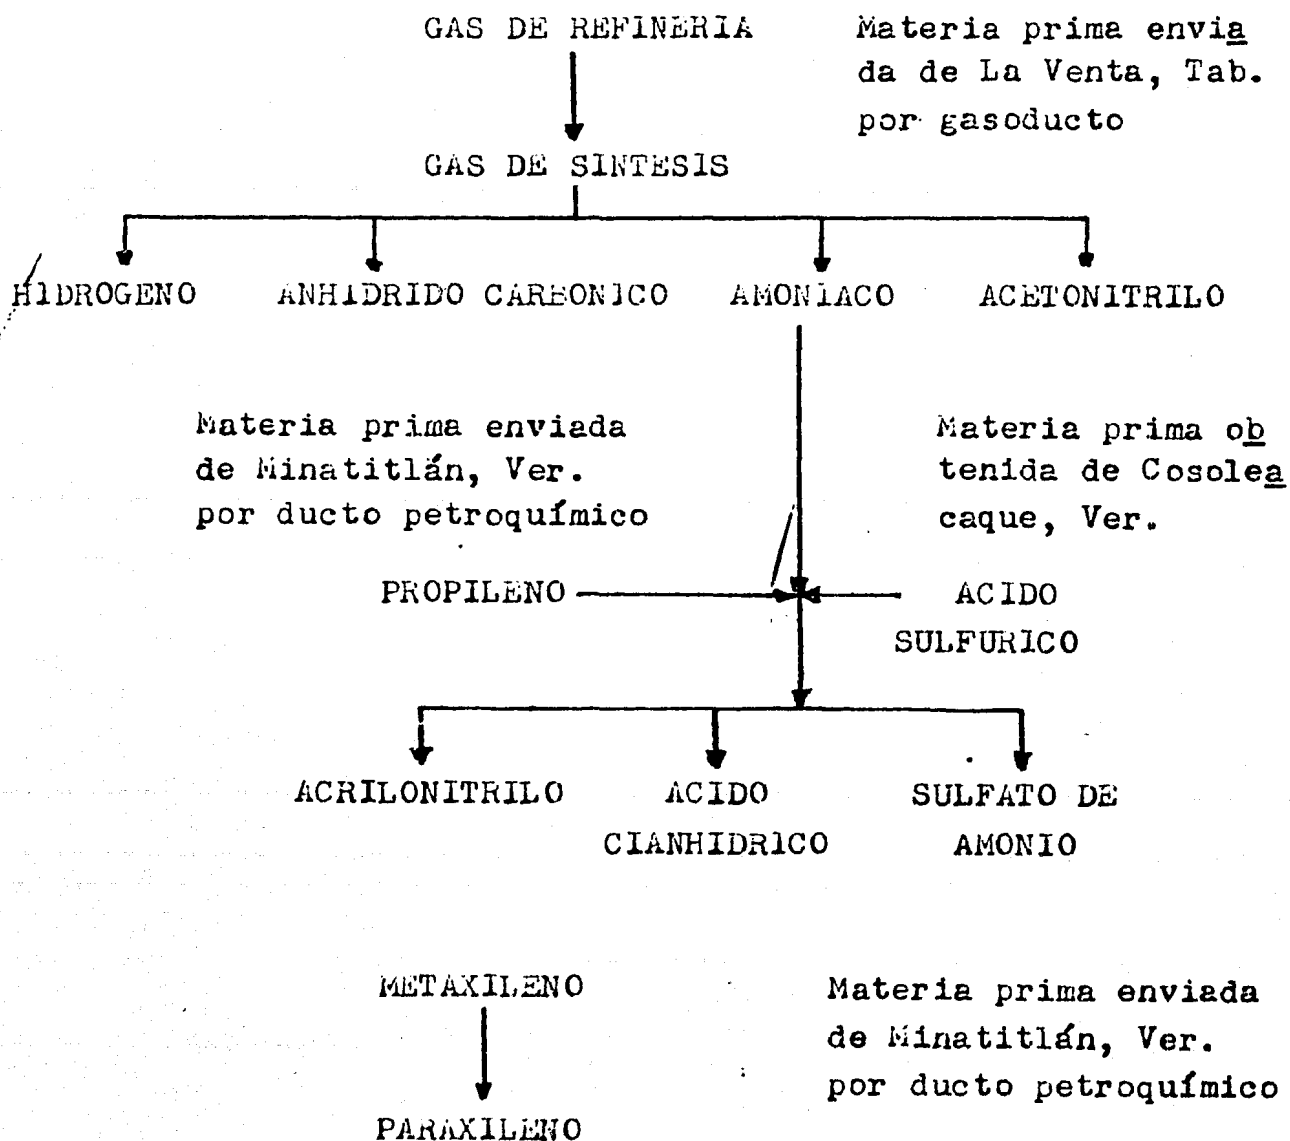 GAS DE REFINERIA
Materia prima envia
da de La Venta, Tab.
por gasoducto
GAS DE SINTESIS
HIDROGENO ANHIDRIDO CARBONICO AMONIACO ACETONITRILO
Materia prima enviada
de Minatitlán, Ver.
por ducto petroquímico
Materia prima ob
tenida de Cosolea
caque, Ver.
PROPILENO
ACIDO
SULFURICO
ACRILONITRILO
ACIDO
CIANHIDRICO
SULFATO DE
AMONIO
METAXILENO
Materia prima enviada
de Minatitlán, Ver.
por ducto petroquímico
PARAXILENO